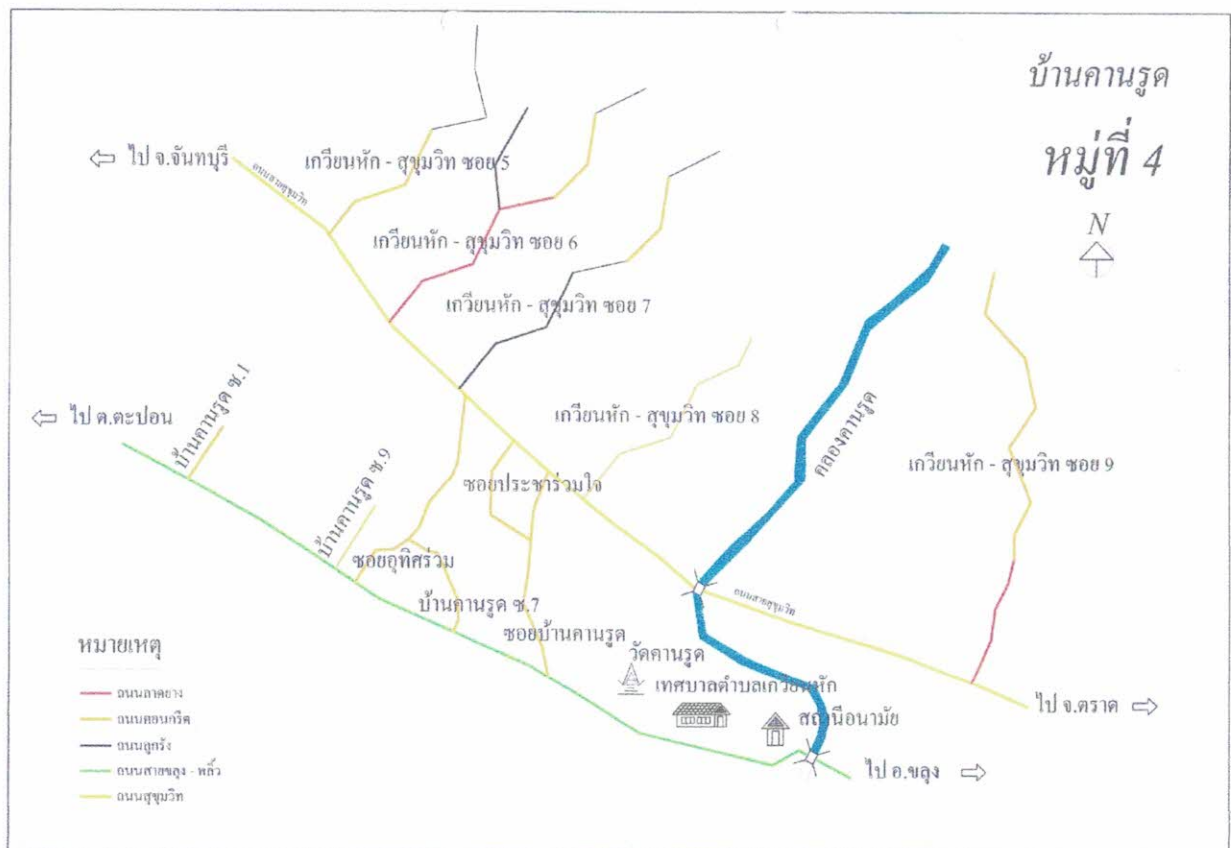 บ้านคานรูด
หมู่ที่ 4
N
ไป จ.จันทบุรี
ถนนสายสุขุมวิท
เกวียนหัก - สุขุมวิท ซอย 5
เกวียนหัก - สุขุมวิท ซอย 6
เกวียนหัก - สุขุมวิท ซอย 7
เกวียนหัก - สุขุมวิท ซอย 8
คลองคานรูด
เกวียนหัก - สุขุมวิท ซอย 9
ไป ต.ตะปอน
บ้านคานรูด ซ.1
บ้านคานรูด ซ.9
ซอยประชาร่วมใจ
ซอยอุทิศร่วม
บ้านคานรูด ซ.7
ซอยบ้านคานรูด
ถนนสายสุขุมวิท
วัดคานรูด
เทศบาลตำบลเกวียนหัก
สถานีอนามัย
ไป จ.ตราด
ไป อ.ขลุง
หมายเหตุ
ถนนลาดยาง
ถนนคอนกรีต
ถนนลูกรัง
ถนนสายขลุง - พลิ้ว
ถนนสุขุมวิท